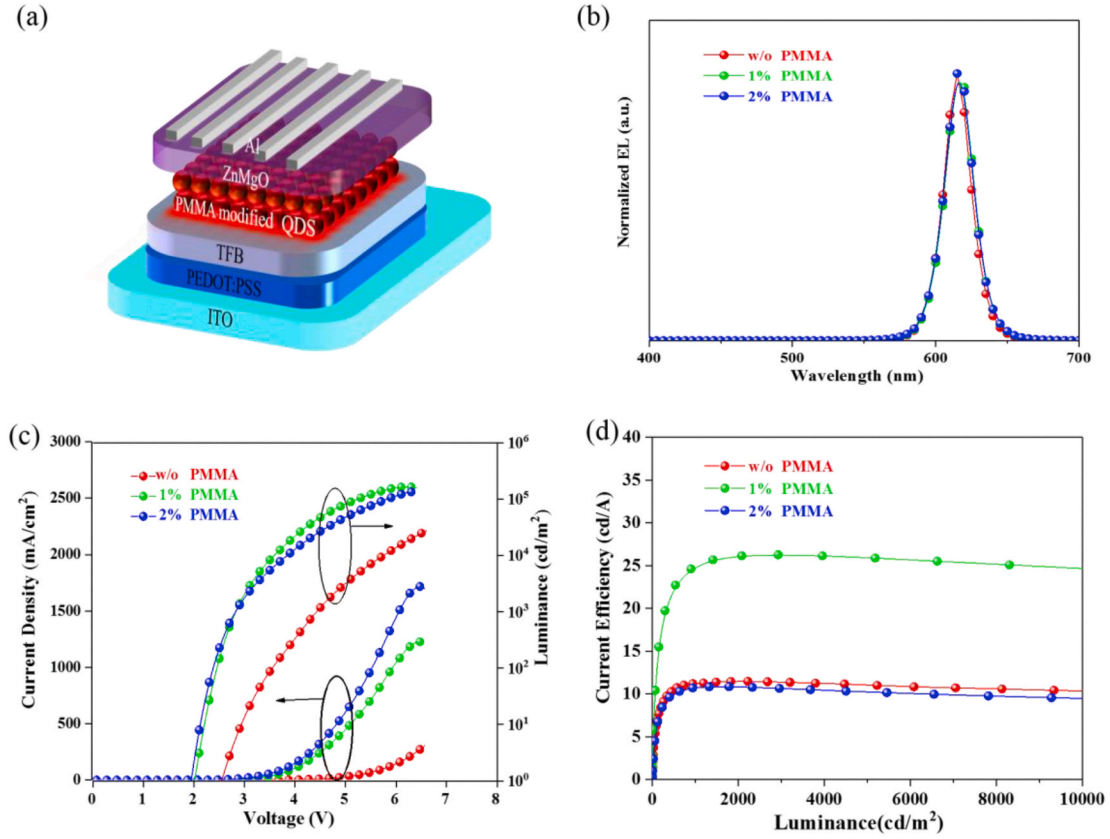 (a)
Al
ZnMgO
PMMA modified QDS
TFB
PEDOT:PSS
ITO
(b)
w/o PMMA
1% PMMA
2% PMMA
Normalized EL (a.u.)
400 500 600 700
Wavelength (nm)
(c)
3000
2500
2000
1500
1000
500
0
Current Density (mA/cm²)
w/o PMMA
1% PMMA
2% PMMA
10⁶
10⁵
10⁴
10³
10²
10¹
10⁰
Luminance (cd/m²)
0 1 2 3 4 5 6 7 8
Voltage (V)
(d)
40
35
30
25
20
15
10
5
0
Current Efficiency (cd/A)
w/o PMMA
1% PMMA
2% PMMA
0 2000 4000 6000 8000 10000
Luminance(cd/m²)